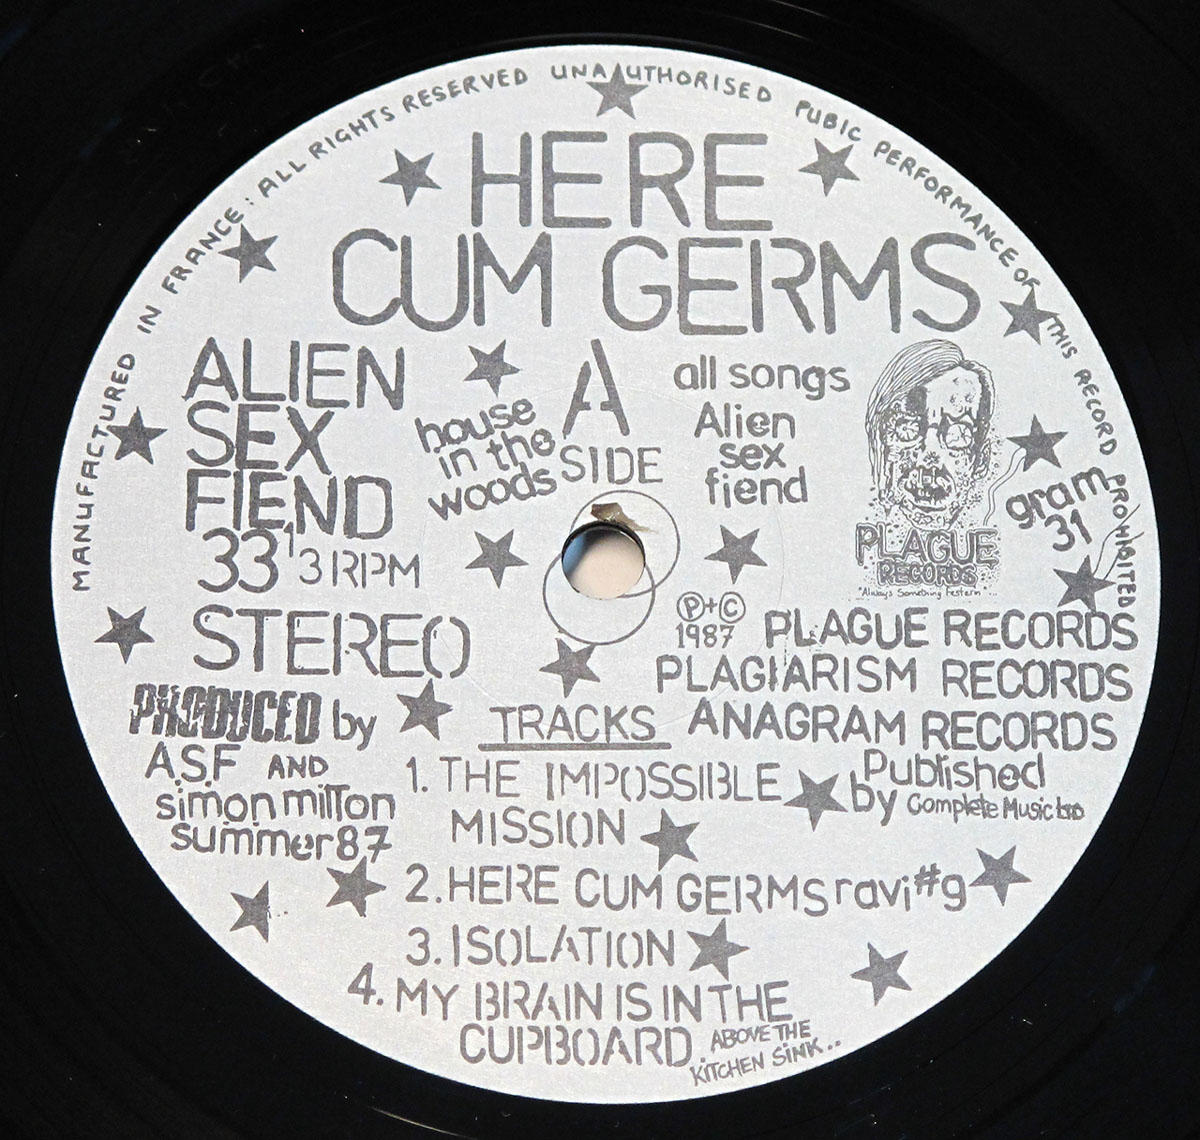 MANUFACTURED IN FRANCE: ALL RIGHTS RESERVED UNAUTHORISED PUBIC PERFORMANCE OF THIS RECORD PROHIBITED
HERE
CUM GERMS
ALIEN
SEX
FIEND
33 1/3 RPM
STEREO
house
in the
woods
A
SIDE
all songs
Alien
sex
fiend
PLAGUE
RECORDS
"Always Something Festern"...
gram
31
Ⓟ+©
1987 PLAGUE RECORDS
PLAGIARISM RECORDS
ANAGRAM RECORDS
Published
by Complete Music LTD
PRODUCED by
A.S.F AND
simon milton
summer 87
TRACKS
1. THE IMPOSSIBLE
MISSION
2. HERE CUM GERMS ravi#g
3. ISOLATION
4. MY BRAIN IS IN THE
CUPBOARD ABOVE THE
KITCHEN SINK..